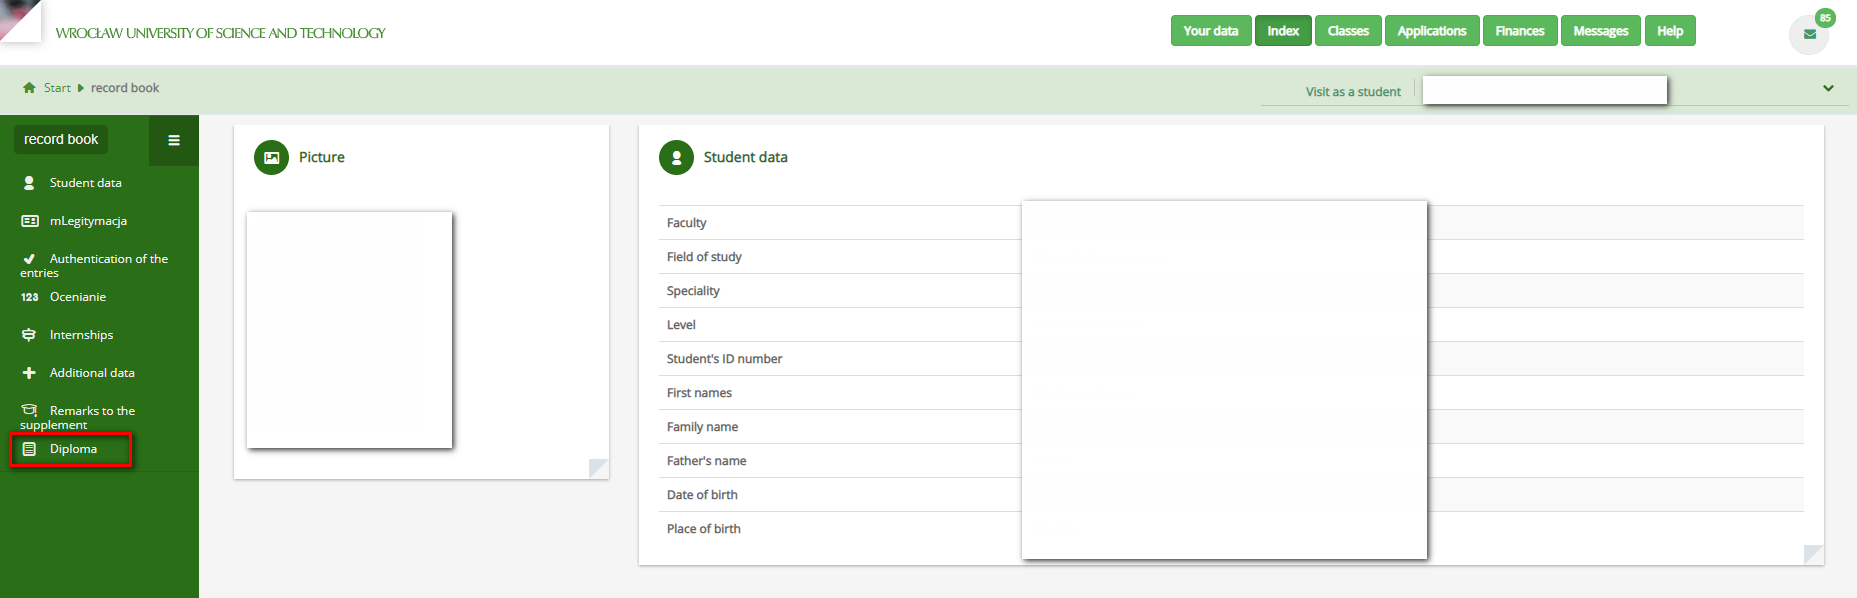 WROCŁAW UNIVERSITY OF SCIENCE AND TECHNOLOGY
Your data
Index
Classes
Applications
Finances
Messages
Help
85
Start
record book
Visit as a student
record book
Student data
mLegitymacja
Authentication of the
entries
123 Ocenianie
Internships
Additional data
Remarks to the
supplement
Diploma
Picture
Student data
Faculty
Field of study
Speciality
Level
Student's ID number
First names
Family name
Father's name
Date of birth
Place of birth